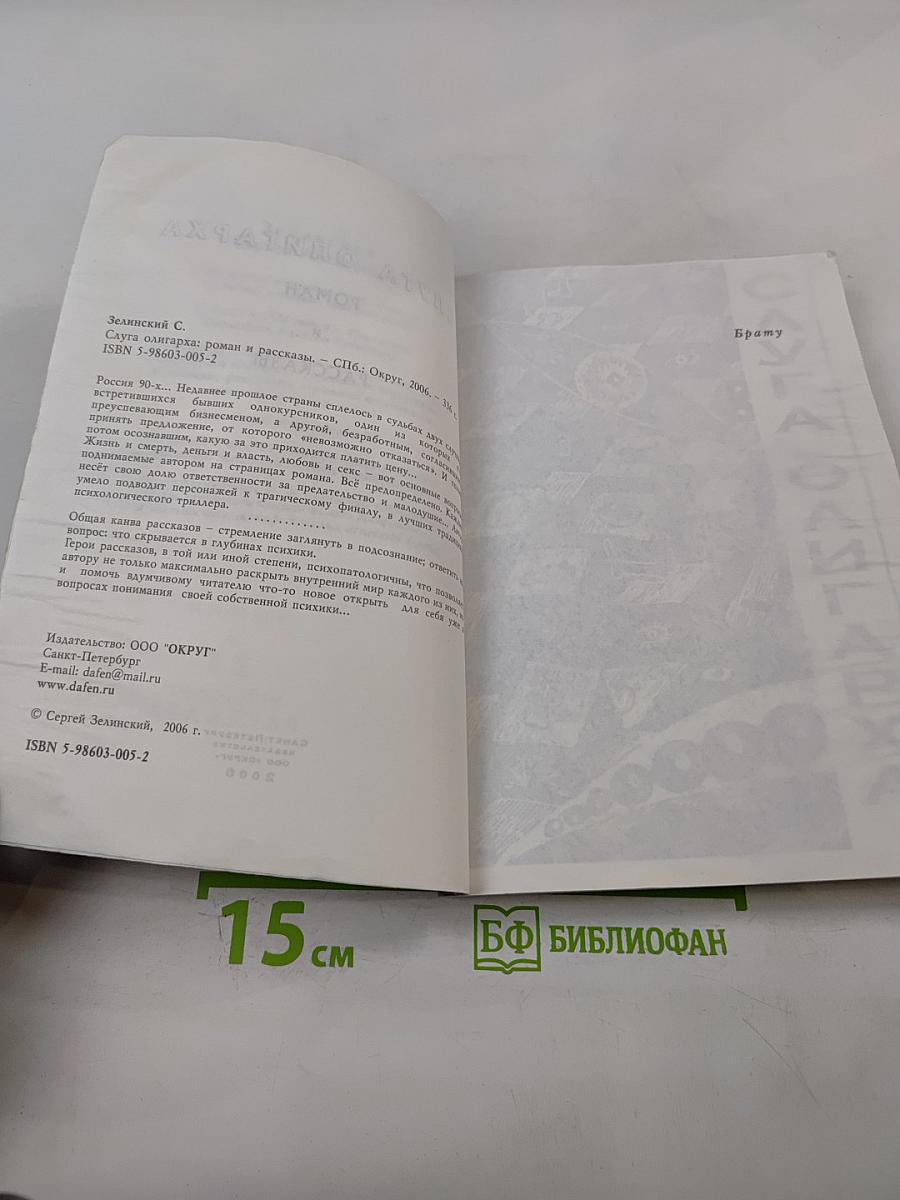 Зелинский С.
Слуга олигарха: роман и рассказы. – СПб.: Округ, 2006. – 336 с.
ISBN 5-98603-005-2
Россия 90-х... Недавнее прошлое страны сплелось в судьбах двух
встретившихся бывших однокурсников, один из которых
преуспевающим бизнесменом, а другой, безработным,
принять предложение, от которого «невозможно отказаться». И
потом осознавшим, какую за это приходится платить цену...
Жизнь и смерть, деньги и власть, любовь и секс – вот основные
поднимаемые автором на страницах романа. Всё предопределено.
несёт свою долю ответственности за предательство и малодушие...
умело подводит персонажей к трагическому финалу, в лучших
психологического триллера.
.............
Общая канва рассказов – стремление заглянуть в подсознание; ответить
вопрос: что скрывается в глубинах психики.
Герои рассказов, в той или иной степени, психопатологичны, что
автору не только максимально раскрыть внутренний мир каждого из них,
и помочь вдумчивому читателю что-то новое открыть для себя уже
вопросах понимания своей собственной психики...
Издательство: ООО "ОКРУГ"
Санкт-Петербург
E-mail: dafen@mail.ru
www.dafen.ru
© Сергей Зелинский, 2006 г.
ISBN 5-98603-005-2
Брату
15 см
БФ БИБЛИОФАН